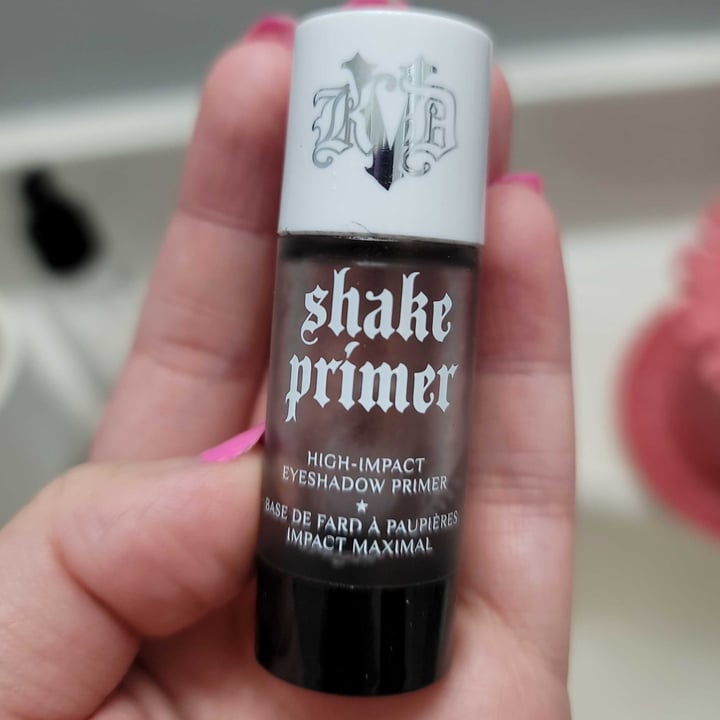 KVD
shake
primer
HIGH-IMPACT
EYESHADOW PRIMER
BASE DE FARD À PAUPIÈRES
IMPACT MAXIMAL